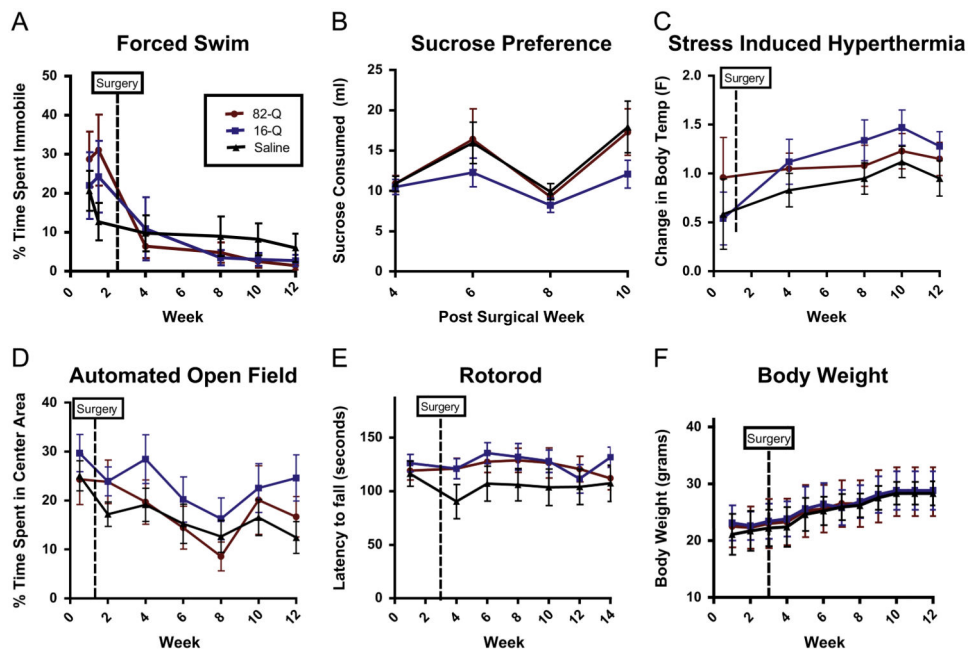 A
Forced Swim
% Time Spent Immobile
50
40
30
20
10
0
Surgery
82-Q
16-Q
Saline
0 2 4 6 8 10 12
Week
B
Sucrose Preference
Sucrose Consumed (ml)
25
20
15
10
5
0
4 6 8 10
Post Surgical Week
C
Stress Induced Hyperthermia
Change in Body Temp (F)
2.0
1.5
1.0
0.5
0.0
Surgery
0 2 4 6 8 10 12
Week
D
Automated Open Field
% Time Spent in Center Area
40
30
20
10
0
Surgery
0 2 4 6 8 10 12
Week
E
Rotorod
Latency to fall (seconds)
150
100
50
0
Surgery
0 2 4 6 8 10 12 14
Week
F
Body Weight
Body Weight (grams)
40
30
20
10
Surgery
0 2 4 6 8 10 12
Week